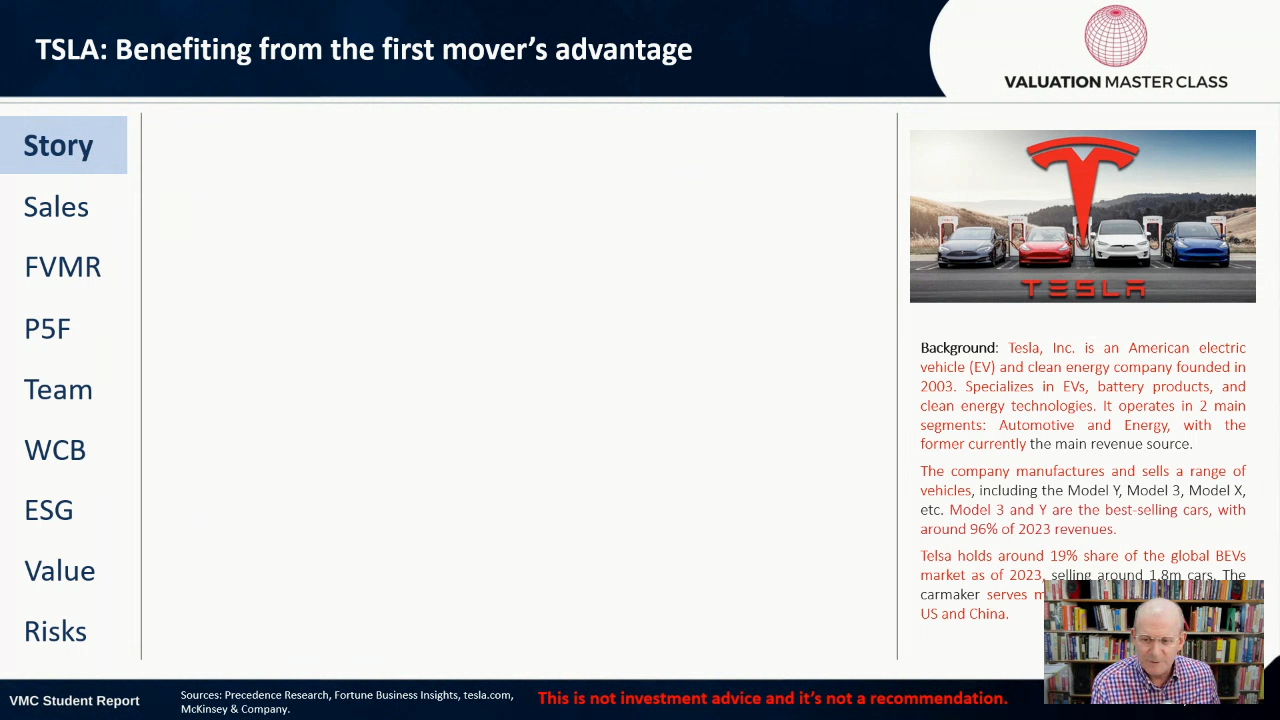 TSLA: Benefiting from the first mover's advantage
VALUATION MASTER CLASS
Story
Sales
FVMR
P5F
Team
WCB
ESG
Value
Risks
TESLA
Background: Tesla, Inc. is an American electric
vehicle (EV) and clean energy company founded in
2003. Specializes in EVs, battery products, and
clean energy technologies. It operates in 2 main
segments: Automotive and Energy, with the
former currently the main revenue source.
The company manufactures and sells a range of
vehicles, including the Model Y, Model 3, Model X,
etc. Model 3 and Y are the best-selling cars, with
around 96% of 2023 revenues.
Telsa holds around 19% share of the global BEVs
market as of 2023, selling around 1.8m cars. The
carmaker serves
US and China.
VMC Student Report
Sources: Precedence Research, Fortune Business Insights, tesla.com,
McKinsey & Company.
This is not investment advice and it's not a recommendation.